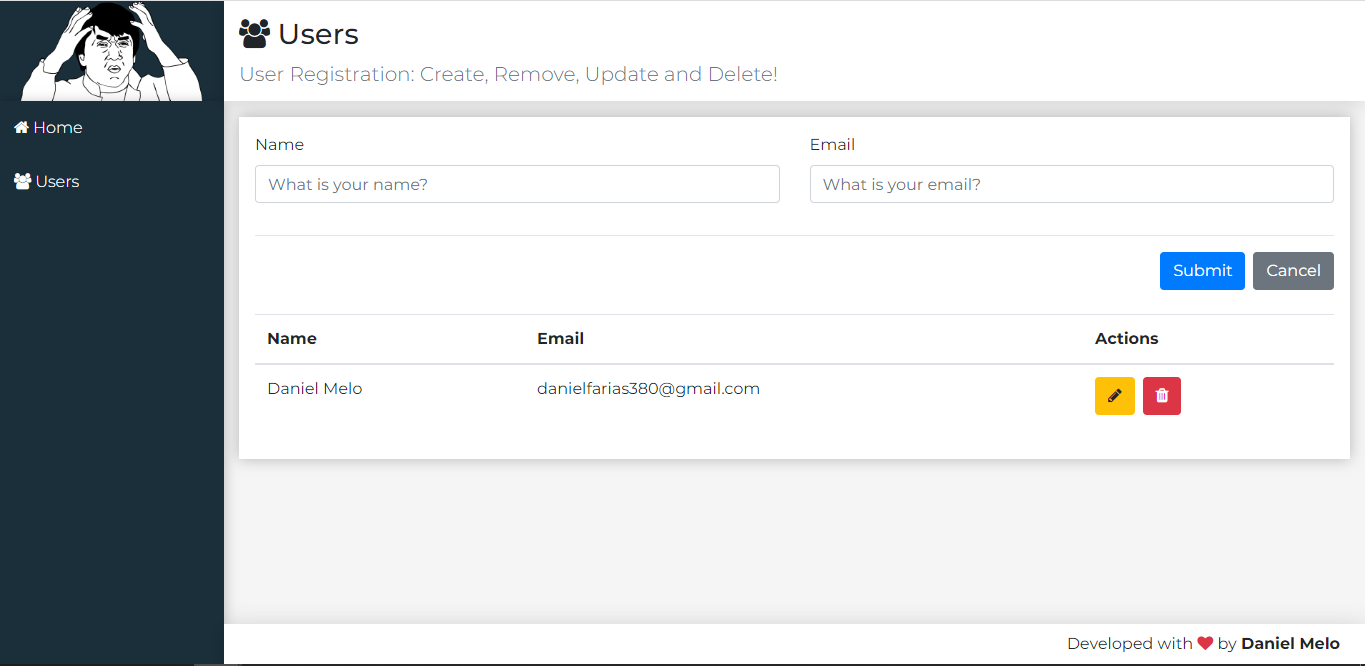 Users
User Registration: Create, Remove, Update and Delete!
Home
Users
Name Email
What is your name? What is your email?
Submit Cancel
Name Email Actions
Daniel Melo danielfarias380@gmail.com
Developed with ❤ by Daniel Melo